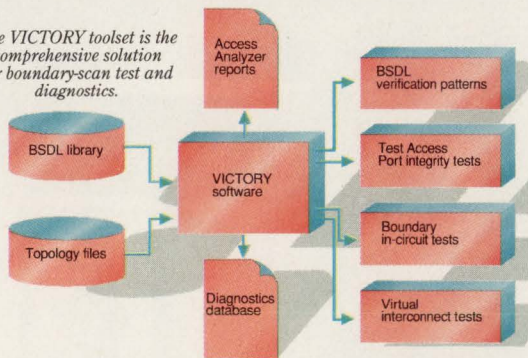 VICTORY toolset is the
comprehensive solution
boundary-scan test and
diagnostics.
Access
Analyzer
reports
BSDL
verification patterns
BSDL library
Test Access
Port integrity tests
VICTORY
software
Topology files
Boundary
in-circuit tests
Diagnostics
database
Virtual
interconnect tests